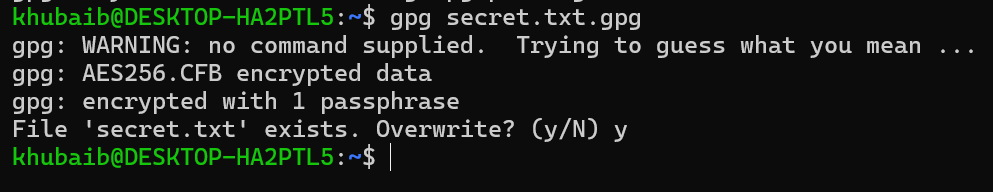 khubaib@DESKTOP-HA2PTL5:~$ gpg secret.txt.gpg
gpg: WARNING: no command supplied.  Trying to guess what you mean ...
gpg: AES256.CFB encrypted data
gpg: encrypted with 1 passphrase
File 'secret.txt' exists. Overwrite? (y/N) y
khubaib@DESKTOP-HA2PTL5:~$